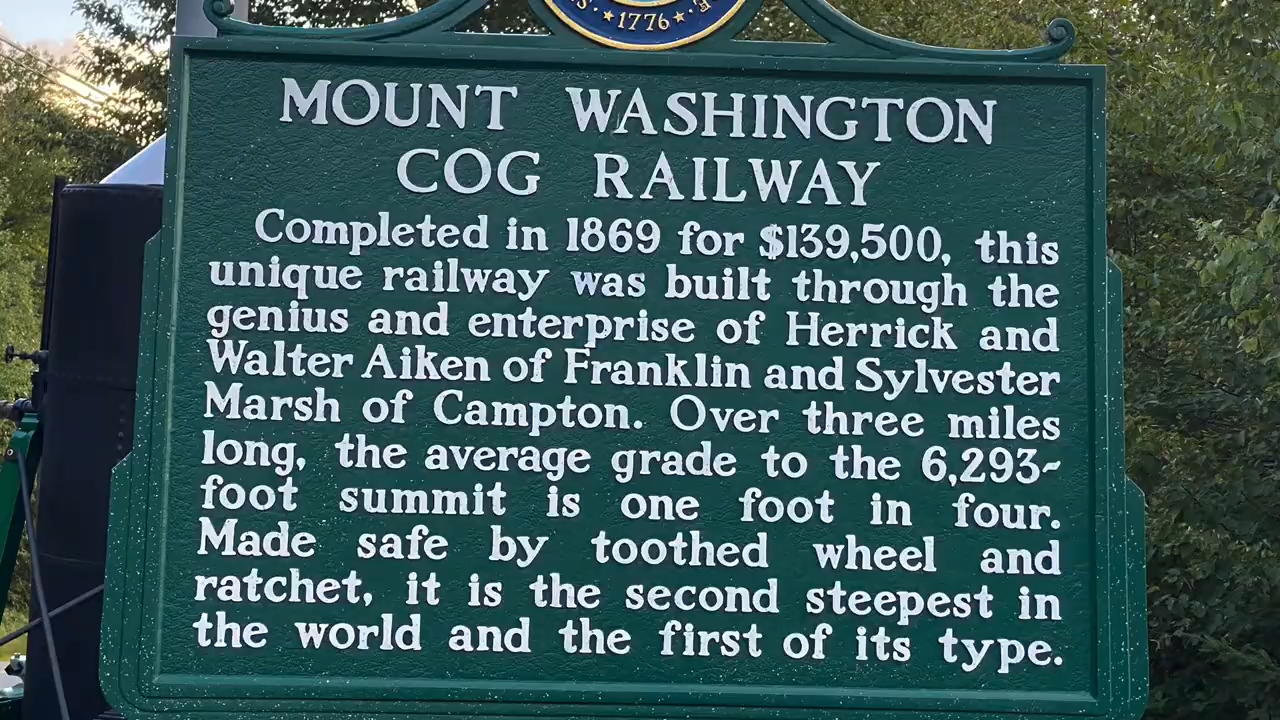 ★ 1776 ★
MOUNT WASHINGTON
COG RAILWAY
Completed in 1869 for $139,500, this
unique railway was built through the
genius and enterprise of Herrick and
Walter Aiken of Franklin and Sylvester
Marsh of Campton. Over three miles
long, the average grade to the 6,293-
foot summit is one foot in four.
Made safe by toothed wheel and
ratchet, it is the second steepest in
the world and the first of its type.